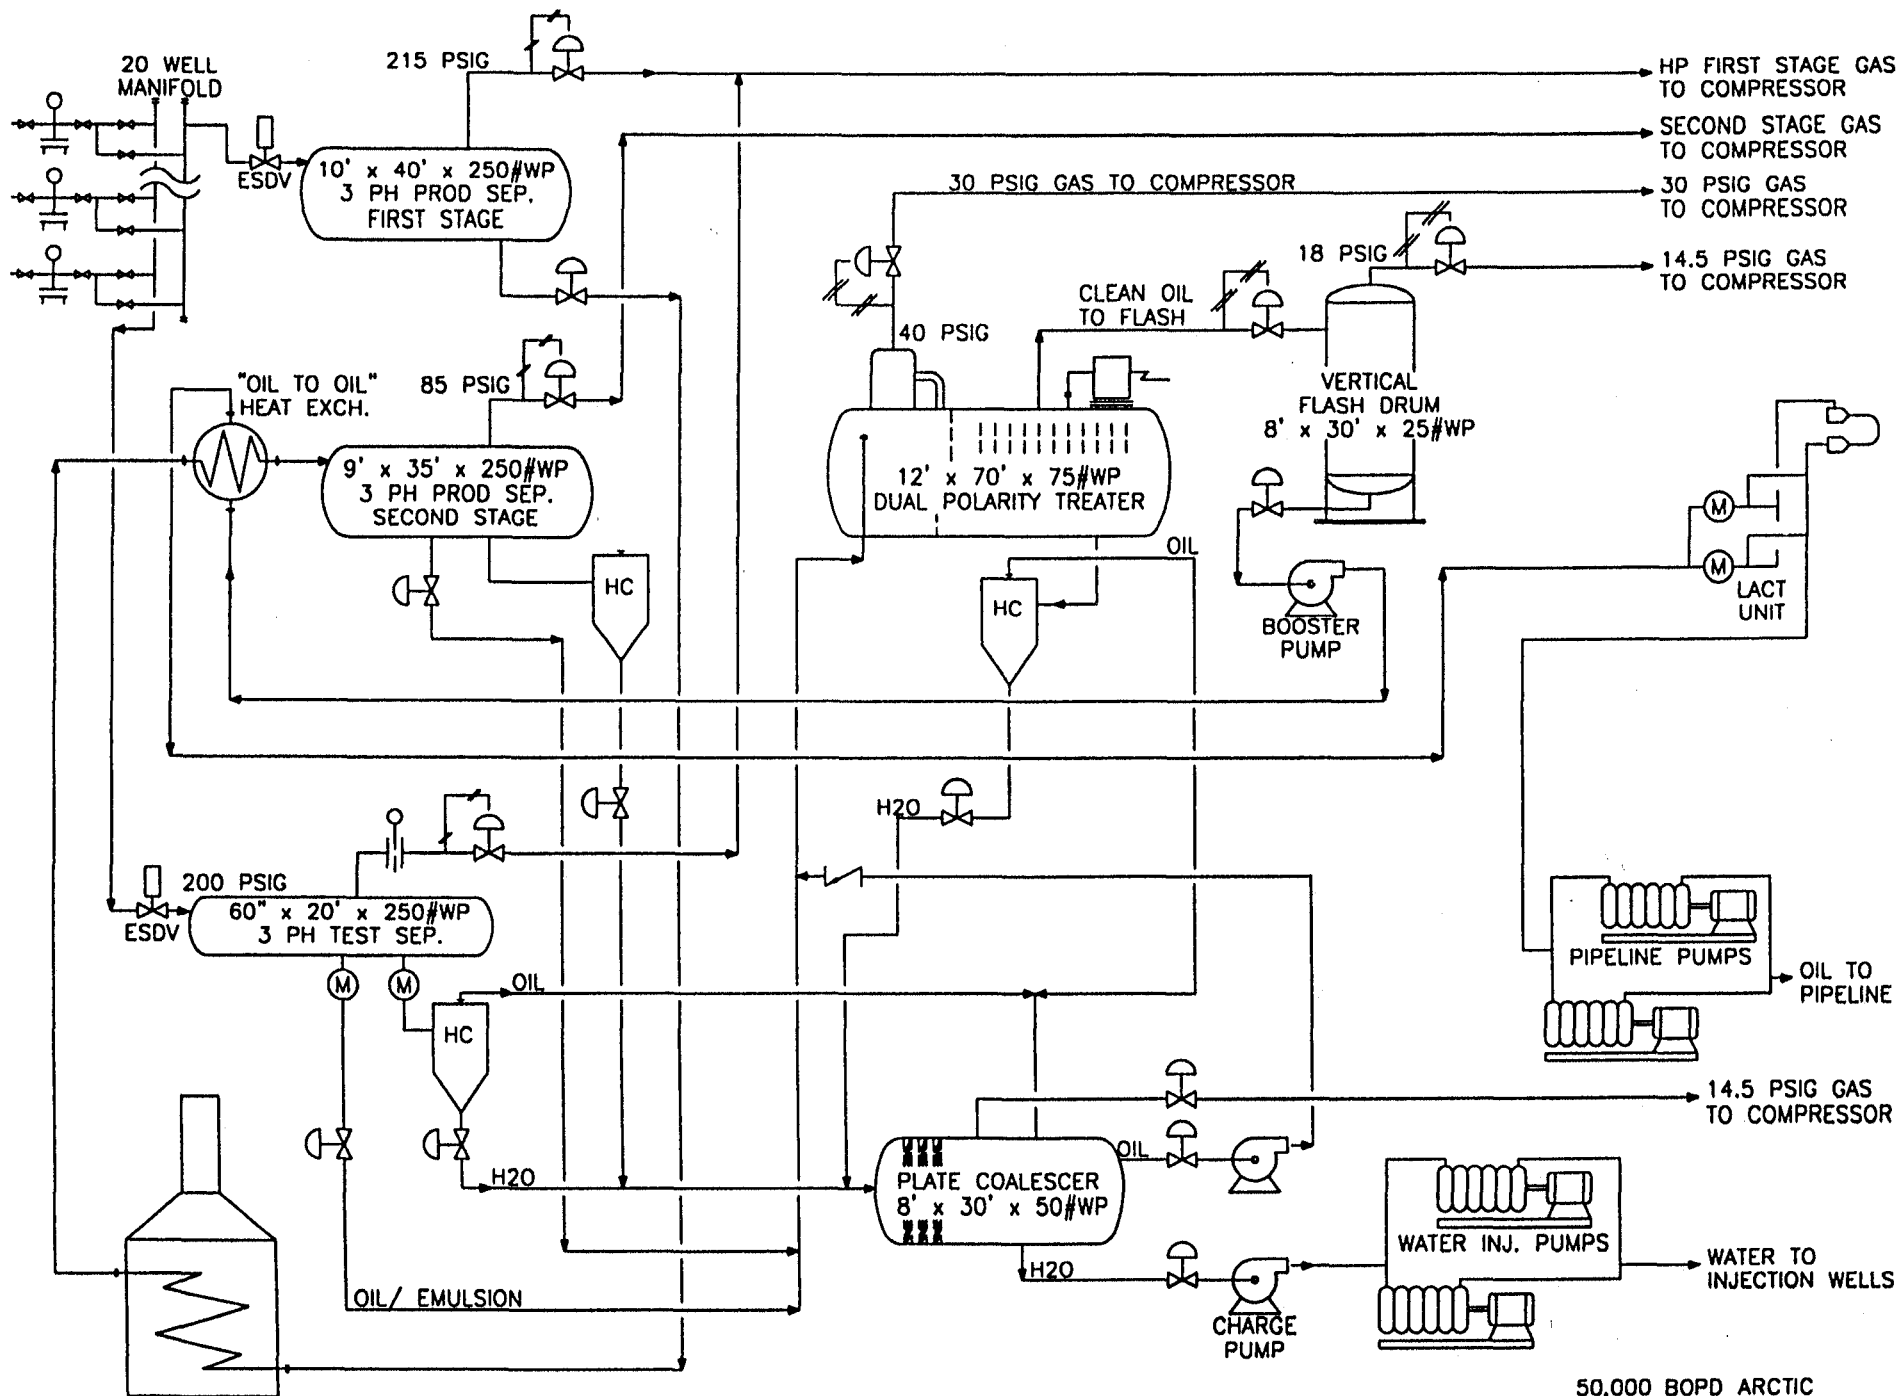 20 WELL
MANIFOLD
215 PSIG
HP FIRST STAGE GAS
TO COMPRESSOR
SECOND STAGE GAS
TO COMPRESSOR
30 PSIG GAS TO COMPRESSOR
30 PSIG GAS
TO COMPRESSOR
ESDV
10' x 40' x 250#WP
3 PH PROD SEP.
FIRST STAGE
18 PSIG
14.5 PSIG GAS
TO COMPRESSOR
CLEAN OIL
TO FLASH
40 PSIG
"OIL TO OIL"
HEAT EXCH.
85 PSIG
VERTICAL
FLASH DRUM
8' x 30' x 25#WP
9' x 35' x 250#WP
3 PH PROD SEP.
SECOND STAGE
12' x 70' x 75#WP
DUAL POLARITY TREATER
OIL
HC
HC
M
M
LACT
UNIT
BOOSTER
PUMP
H2O
200 PSIG
ESDV
60" x 20' x 250#WP
3 PH TEST SEP.
M
M
OIL
HC
PIPELINE PUMPS
OIL TO
PIPELINE
14.5 PSIG GAS
TO COMPRESSOR
OIL
H2O
PLATE COALESCER
8' x 30' x 50#WP
H2O
OIL/ EMULSION
CHARGE
PUMP
WATER INJ. PUMPS
WATER TO
INJECTION WELLS
50,000 BOPD ARCTIC